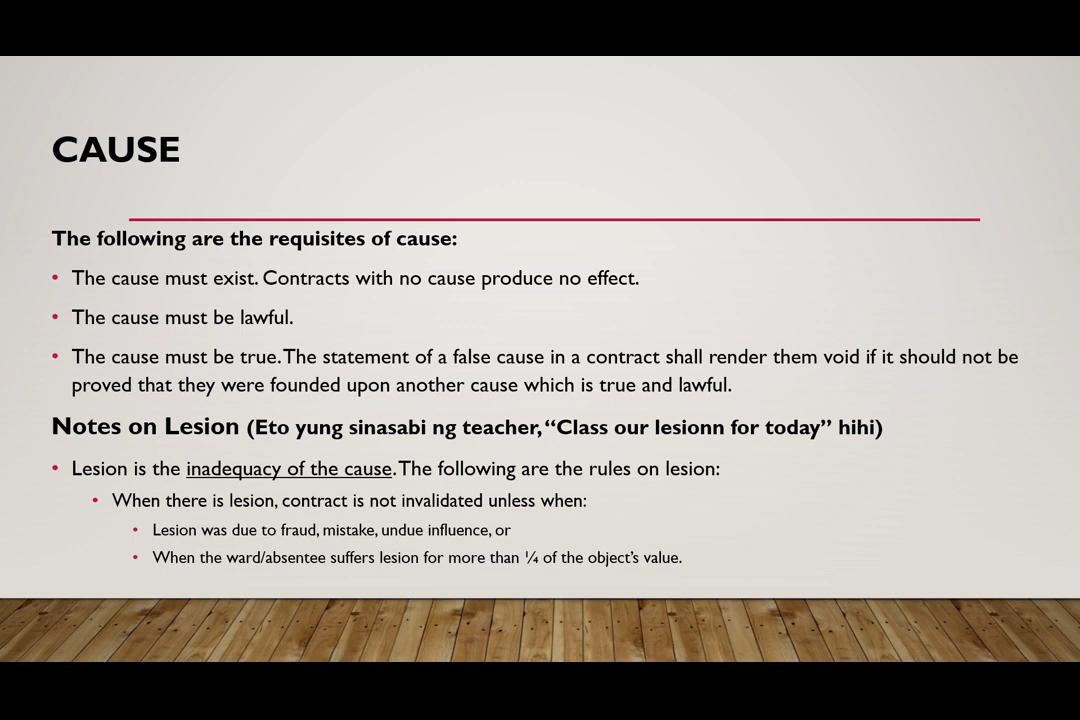 CAUSE
The following are the requisites of cause:
• The cause must exist. Contracts with no cause produce no effect.
• The cause must be lawful.
• The cause must be true. The statement of a false cause in a contract shall render them void if it should not be
proved that they were founded upon another cause which is true and lawful.
Notes on Lesion (Eto yung sinasabi ng teacher, “Class our lesionn for today” hihi)
• Lesion is the inadequacy of the cause. The following are the rules on lesion:
• When there is lesion, contract is not invalidated unless when:
• Lesion was due to fraud, mistake, undue influence, or
• When the ward/absentee suffers lesion for more than ¼ of the object’s value.